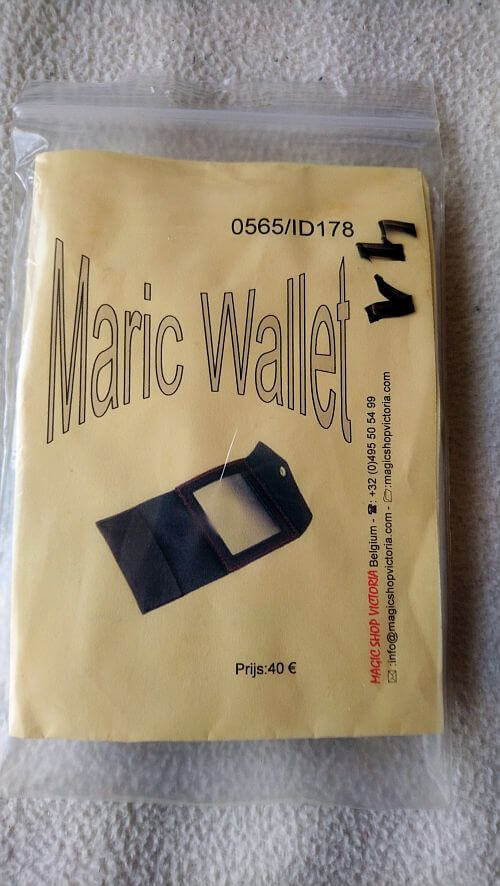 0565/ID178
Maric Wallet
Prijs:40 €
MAGIC SHOP VICTORIA Belgium - ☎: +32 (0)495 50 54 99
✉ :info@magicshopvictoria.com - 🗁:magicshopvictoria.com